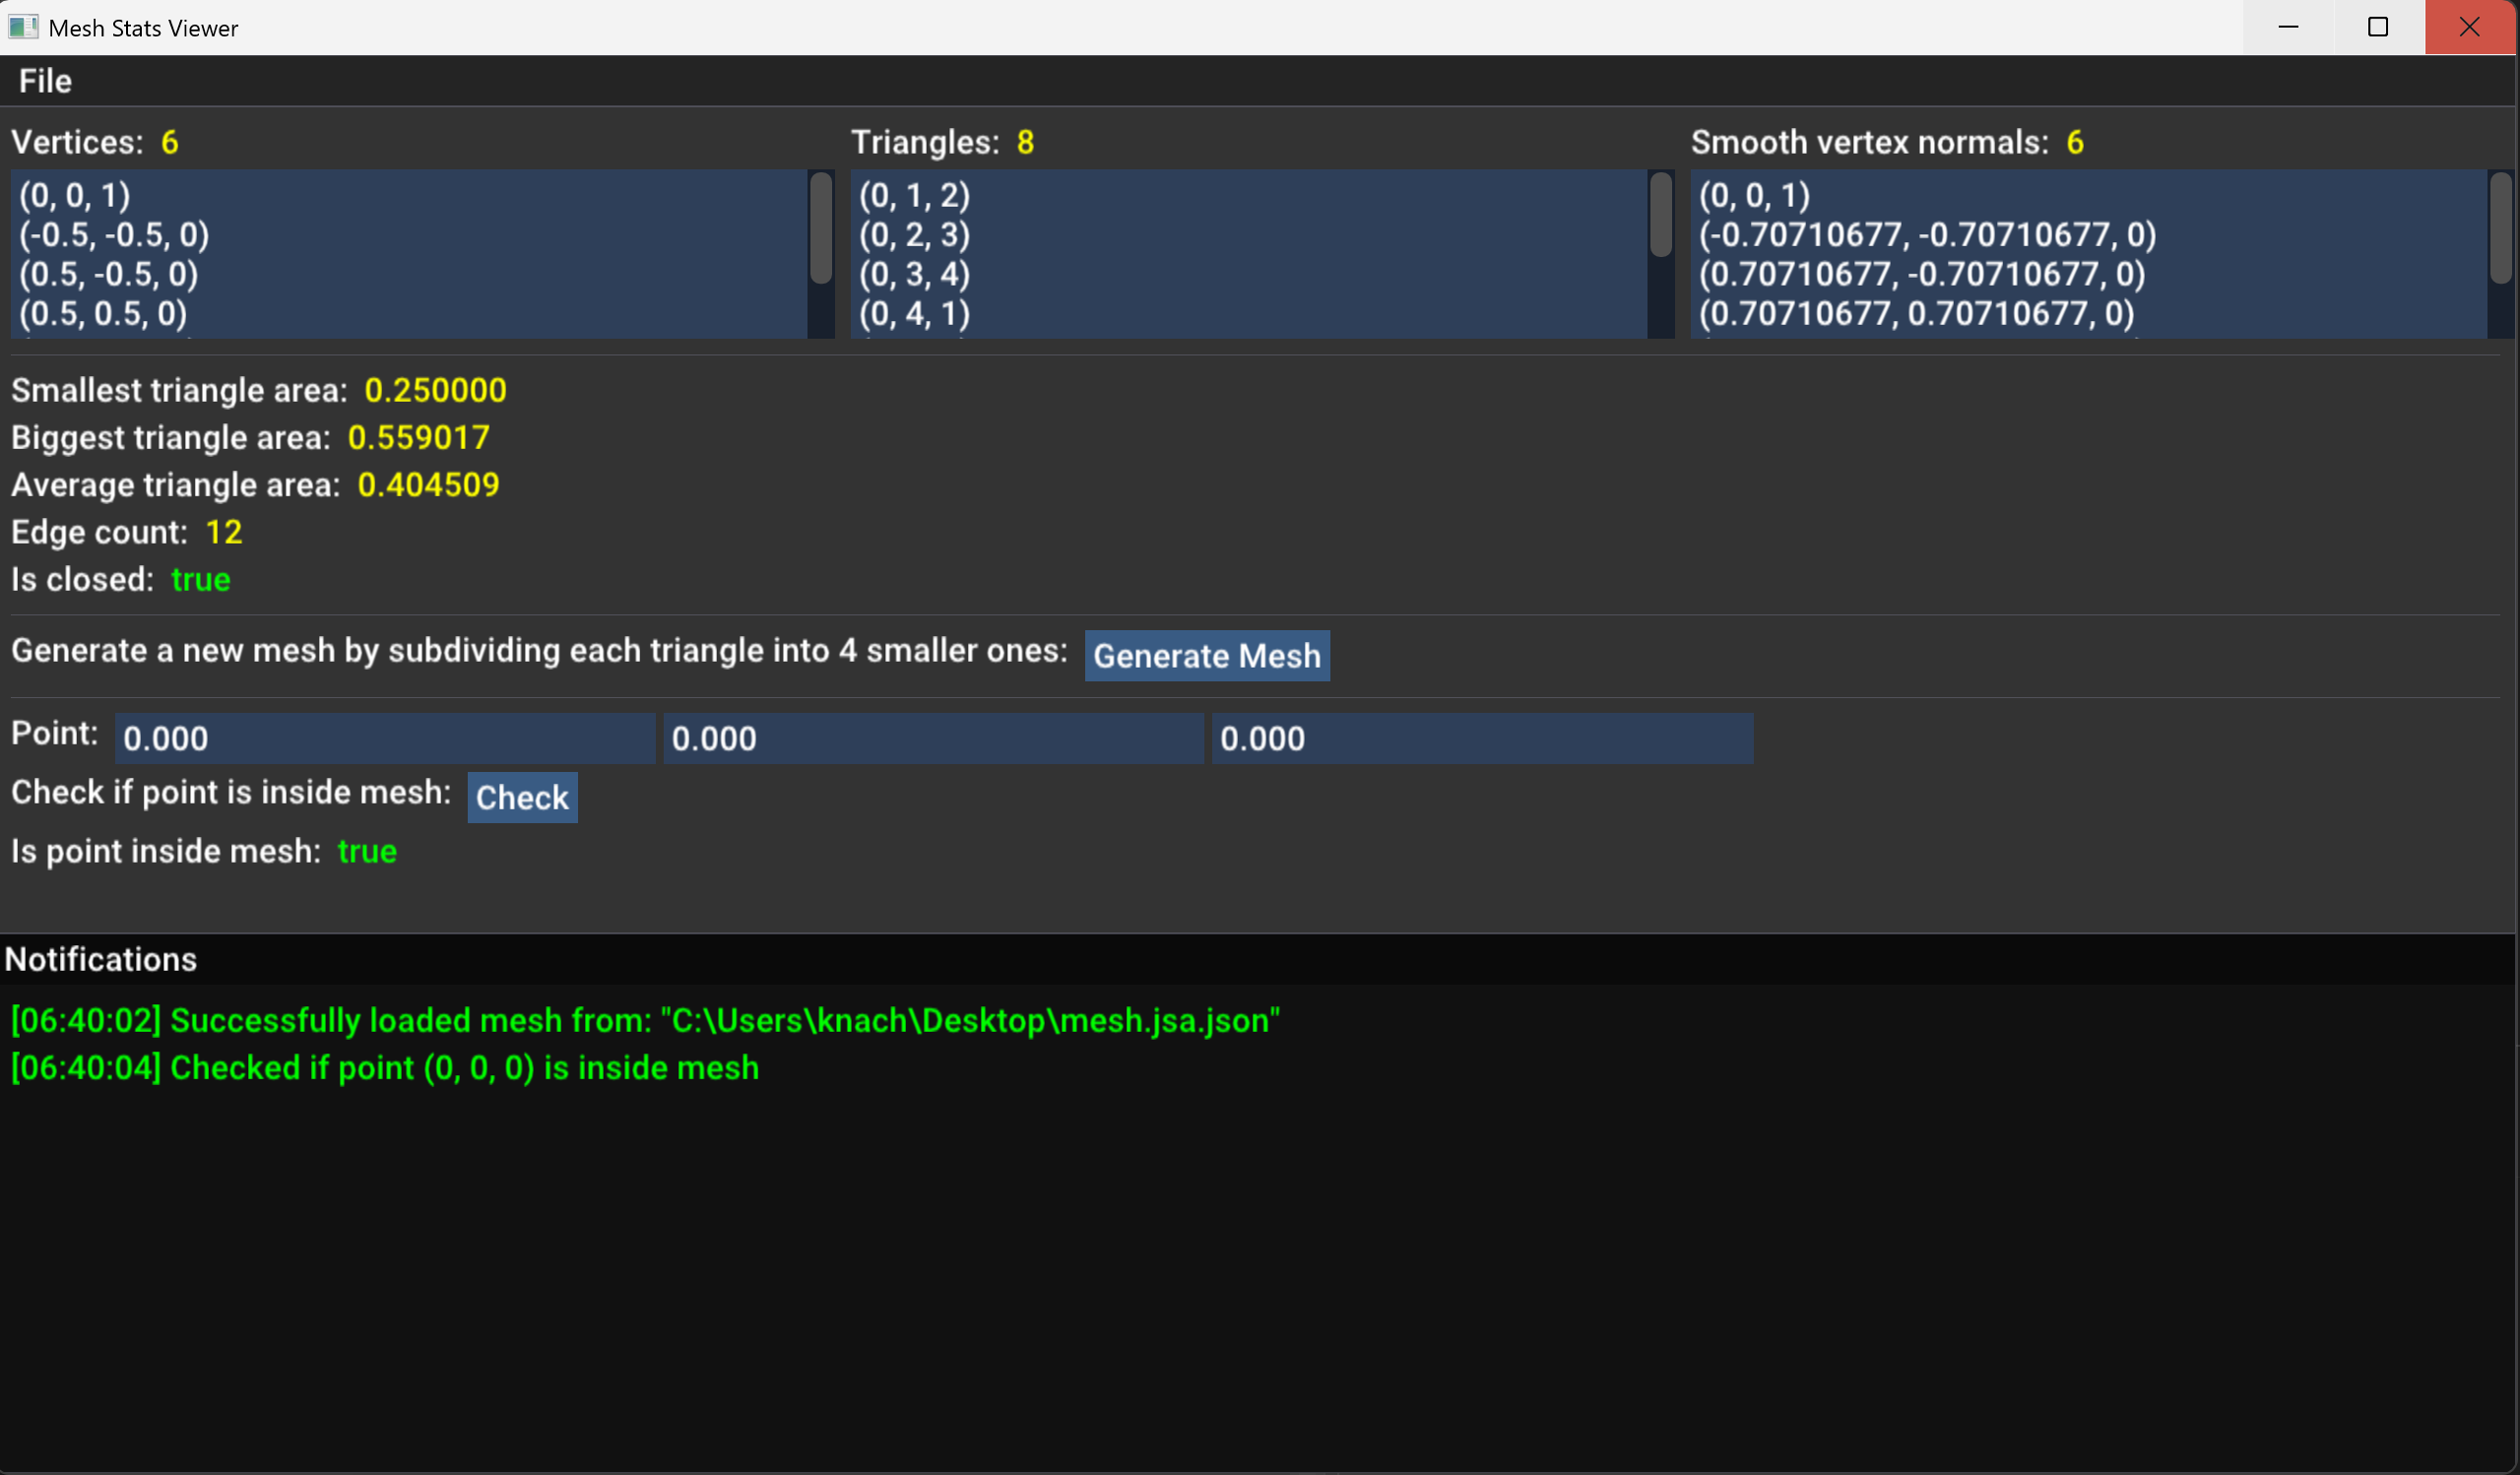 Mesh Stats Viewer
File
Vertices: 6
(0, 0, 1)
(-0.5, -0.5, 0)
(0.5, -0.5, 0)
(0.5, 0.5, 0)
Triangles: 8
(0, 1, 2)
(0, 2, 3)
(0, 3, 4)
(0, 4, 1)
Smooth vertex normals: 6
(0, 0, 1)
(-0.70710677, -0.70710677, 0)
(0.70710677, -0.70710677, 0)
(0.70710677, 0.70710677, 0)
Smallest triangle area: 0.250000
Biggest triangle area: 0.559017
Average triangle area: 0.404509
Edge count: 12
Is closed: true
Generate a new mesh by subdividing each triangle into 4 smaller ones: Generate Mesh
Point: 0.000 0.000 0.000
Check if point is inside mesh: Check
Is point inside mesh: true
Notifications
[06:40:02] Successfully loaded mesh from: "C:\Users\knach\Desktop\mesh.jsa.json"
[06:40:04] Checked if point (0, 0, 0) is inside mesh